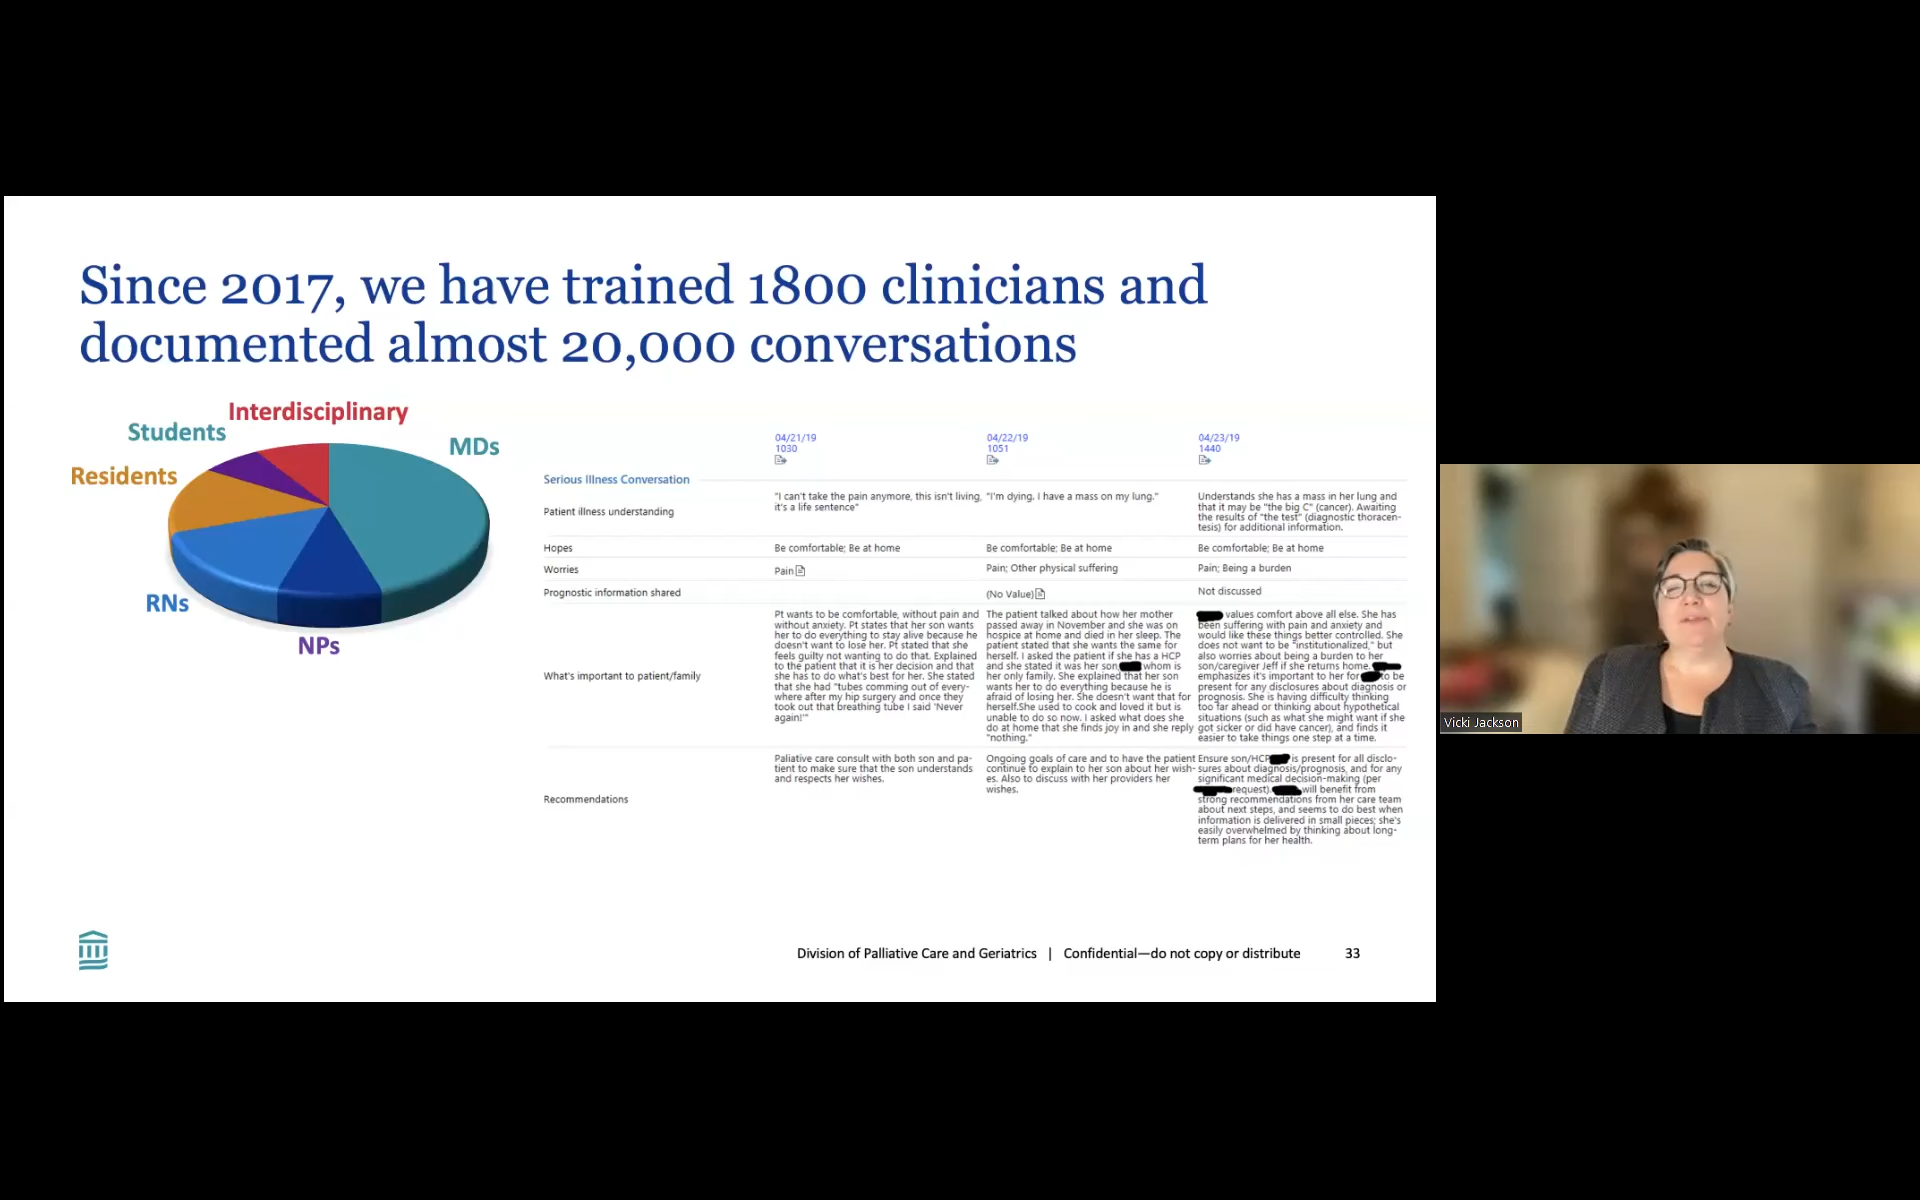 Since 2017, we have trained 1800 clinicians and
documented almost 20,000 conversations
Interdisciplinary
Students
MDs
Residents
RNs
NPs
04/21/19
1030
04/22/19
1051
04/23/19
1440
Serious Illness Conversation
Patient illness understanding
"I can't take the pain anymore, this isn't living,
it's a life sentence"
"I'm dying. I have a mass on my lung."
Understands she has a mass in her lung and
that it may be "the big C" (cancer). Awaiting
the results of "the test" (diagnostic thoracen-
tesis) for additional information.
Hopes
Be comfortable; Be at home
Be comfortable; Be at home
Be comfortable; Be at home
Worries
Pain
Pain; Other physical suffering
Pain; Being a burden
Prognostic information shared
(No Value)
Not discussed
What's important to patient/family
Pt wants to be comfortable, without pain and
without anxiety. Pt states that her son wants
her to do everything to stay alive because he
doesn't want to lose her. Pt stated that she
feels guilty not wanting to do that. Explained
to the patient that it is her decision and that
she has to do what's best for her. She stated
that she had "tubes comming out of every-
where after my hip surgery and once they
took out that breathing tube I said 'Never
again!'"
The patient talked about how her mother
passed away in November and she was on
hospice at home and died in her sleep. The
patient stated that she wants the same for
herself. I asked the patient if she has a HCP
and she stated it was her son, whom is
her only family. She explained that her son
wants her to do everything because he is
afraid of losing her. She doesn't want that for
herself.She used to cook and loved it but is
unable to do so now. I asked what does she
do at home that she finds joy in and she reply
"nothing."
values comfort above all else. She has
been suffering with pain and anxiety and
would like these things better controlled. She
does not want to be "institutionalized," but
also worries about being a burden to her
son/caregiver Jeff if she returns home.
emphasizes it's important to her for to be
present for any disclosures about diagnosis or
prognosis. She is having difficulty thinking
too far ahead or thinking about hypothetical
situations (such as what she might want if she
got sicker or did have cancer), and finds it
easier to take things one step at a time.
Recommendations
Paliative care consult with both son and pa-
tient to make sure that the son understands
and respects her wishes.
Ongoing goals of care and to have the patient
continue to explain to her son about her wish-
es. Also to discuss with her providers her
wishes.
Ensure son/HCP is present for all disclo-
sures about diagnosis/prognosis, and for any
significant medical decision-making (per
request). will benefit from
strong recommendations from her care team
about next steps, and seems to do best when
information is delivered in small pieces; she's
easily overwhelmed by thinking about long-
term plans for her health.
Division of Palliative Care and Geriatrics | Confidential—do not copy or distribute 33
Vicki Jackson